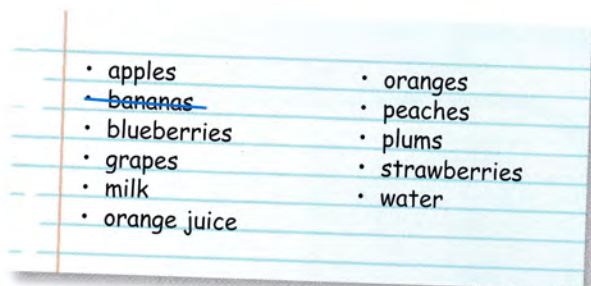 • apples
• bananas
• blueberries
• grapes
• milk
• orange juice
• oranges
• peaches
• plums
• strawberries
• water